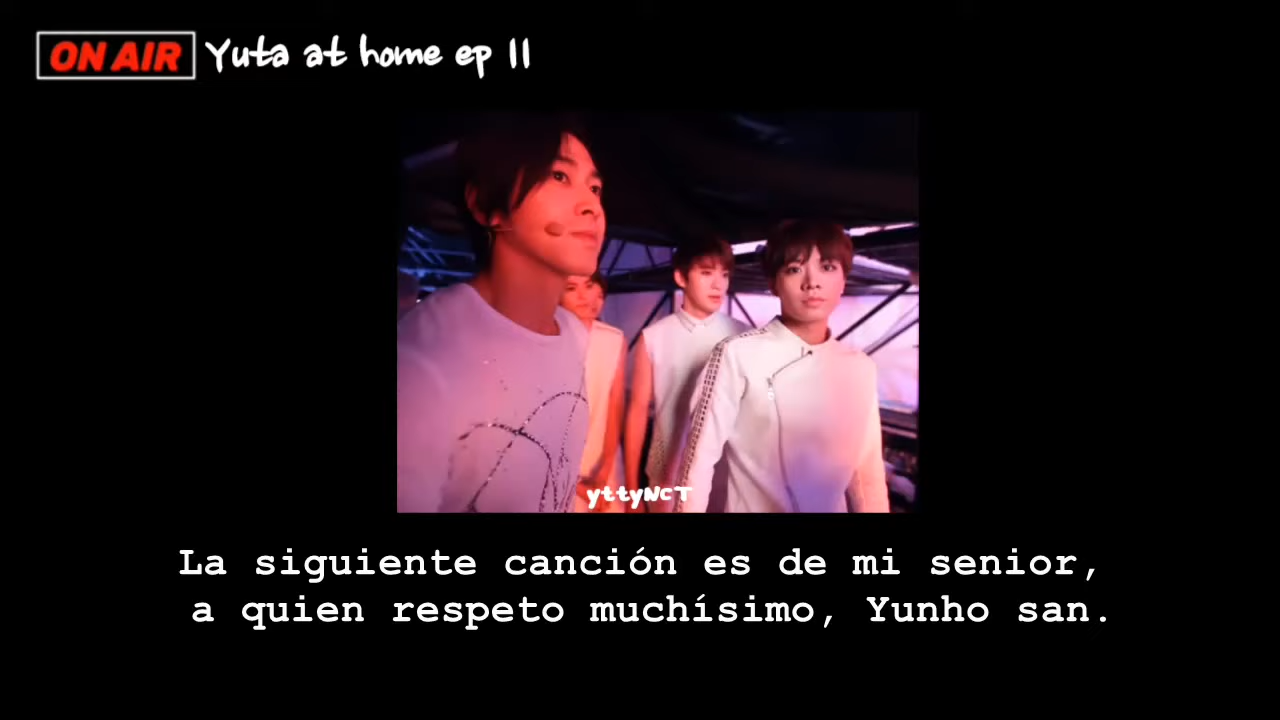 ON AIR Yuta at home ep 11
yttyNCT
La siguiente canción es de mi senior,
a quien respeto muchísimo, Yunho san.